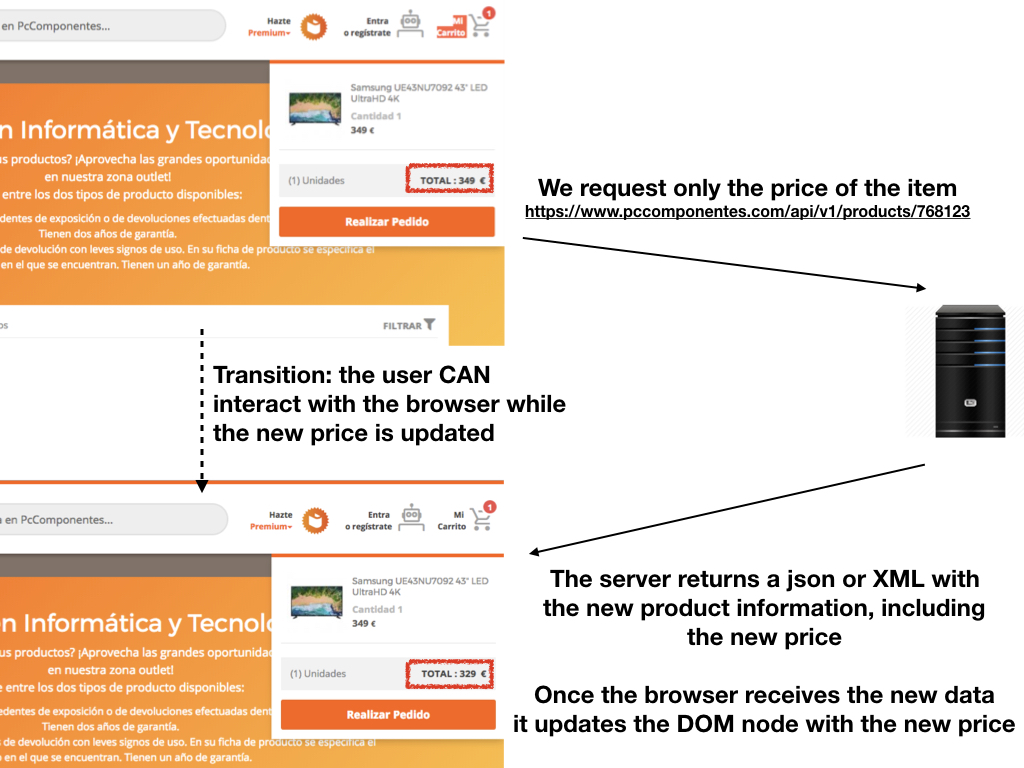 en PcComponentes...
Hazte
Premium
Entra
o regístrate
Mi
Carrito
1
Samsung UE43NU7092 43" LED
UltraHD 4K
Cantidad 1
349 €
(1) Unidades
TOTAL : 349 €
Realizar Pedido
n Informática y Tecnol
us productos? ¡Aprovecha las grandes oportunidad
en nuestra zona outlet!
entre los dos tipos de producto disponibles:
dentes de exposición o de devoluciones efectuadas dent
Tienen dos años de garantía.
de devolución con leves signos de uso. En su ficha de producto se especifica el
en el que se encuentran. Tienen un año de garantía.
os
FILTRAR
We request only the price of the item
https://www.pccomponentes.com/api/v1/products/768123
Transition: the user CAN
interact with the browser while
the new price is updated
a en PcComponentes...
Hazte
Premium
Entra
o regístrate
Mi
Carrito
1
Samsung UE43NU7092 43" LED
UltraHD 4K
Cantidad 1
349 €
(1) Unidades
TOTAL : 329 €
Realizar Pedido
en Informática y Tecnol
us productos? ¡Aprovecha las grandes oportunidad
en nuestra zona outlet!
e entre los dos tipos de producto disponibles:
edentes de exposición o de devoluciones efectuadas dent
Tienen dos años de garantía.
s de devolución con leves signos de uso. En su ficha de producto se especifica el
o en el que se encuentran. Tienen un año de garantía.
The server returns a json or XML with
the new product information, including
the new price
Once the browser receives the new data
it updates the DOM node with the new price